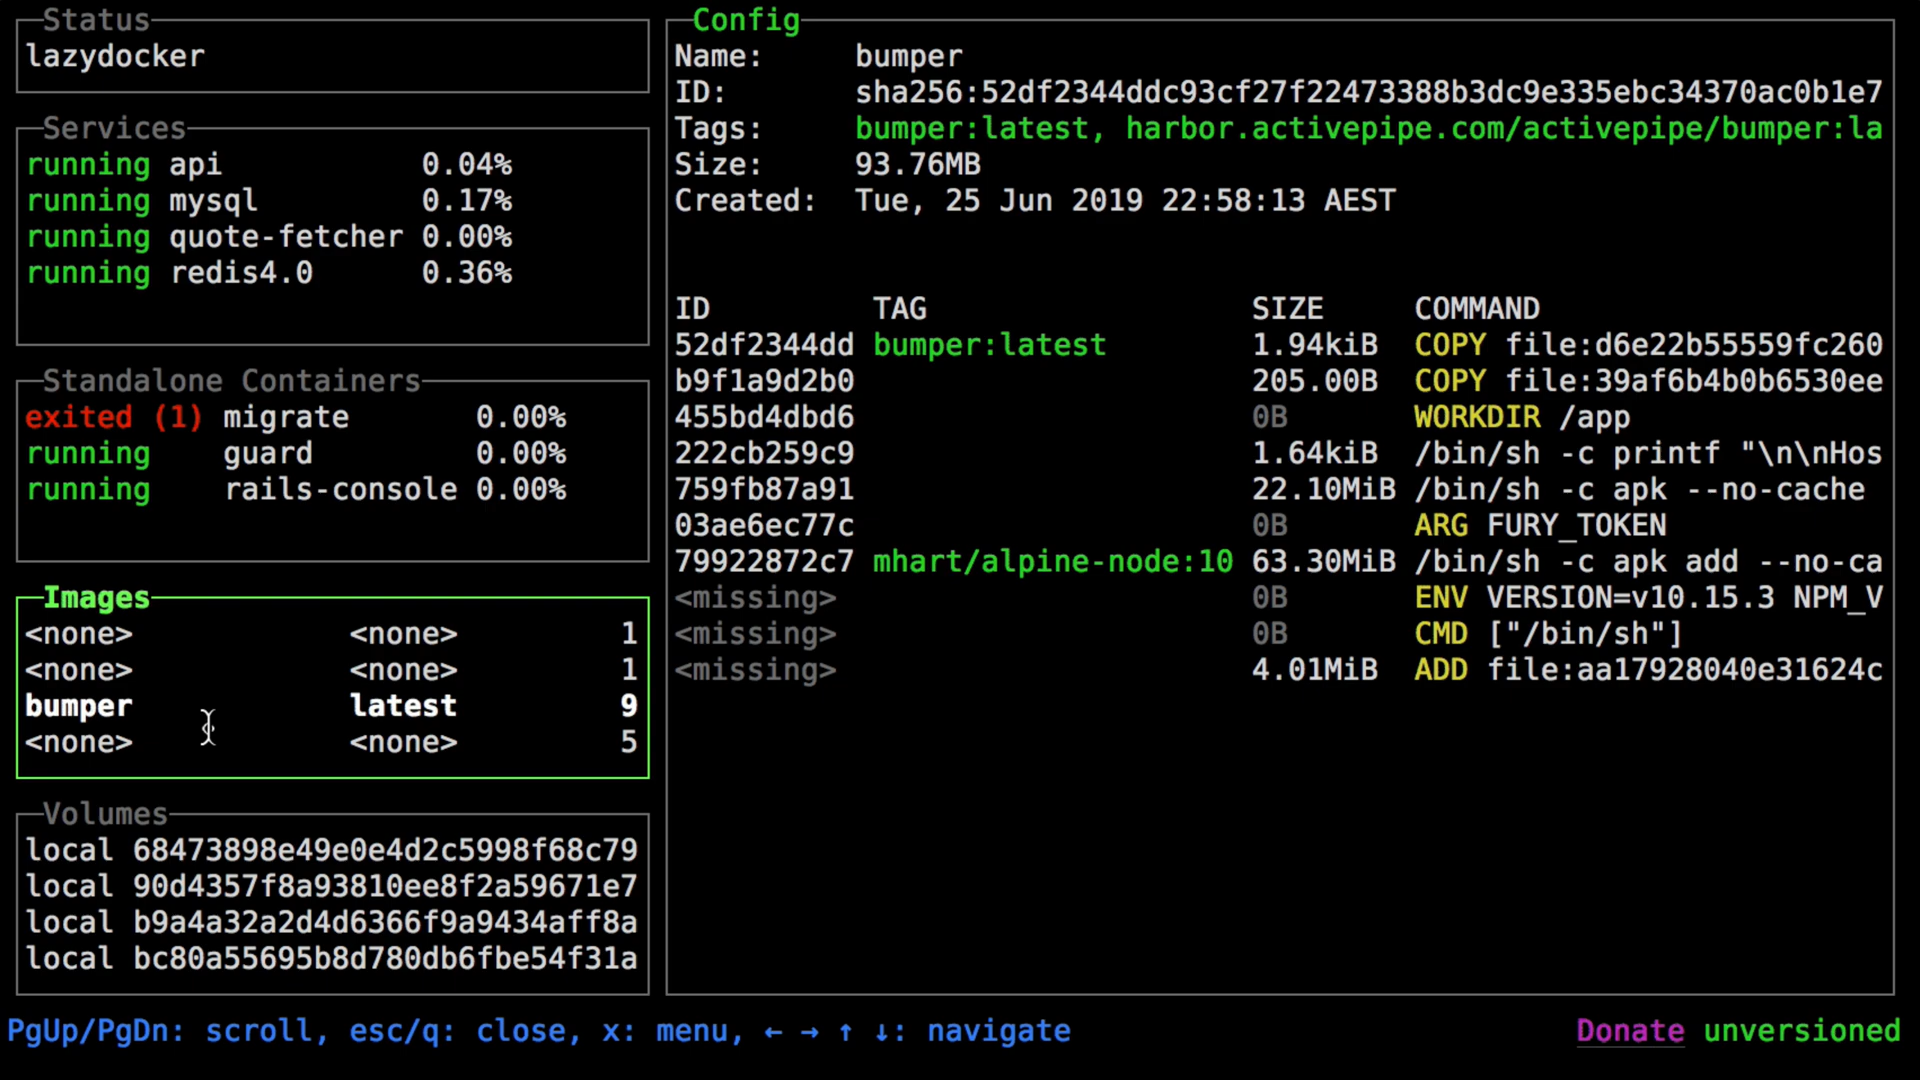 Status
lazydocker
Services
running api 0.04%
running mysql 0.17%
running quote-fetcher 0.00%
running redis4.0 0.36%
Standalone Containers
exited (1) migrate 0.00%
running guard 0.00%
running rails-console 0.00%
Images
<none> <none> 1
<none> <none> 1
bumper latest 9
<none> <none> 5
Volumes
local 68473898e49e0e4d2c5998f68c79
local 90d4357f8a93810ee8f2a59671e7
local b9a4a32a2d4d6366f9a9434aff8a
local bc80a55695b8d780db6fbe54f31a
Config
Name: bumper
ID: sha256:52df2344ddc93cf27f22473388b3dc9e335ebc34370ac0b1e7
Tags: bumper:latest, harbor.activepipe.com/activepipe/bumper:la
Size: 93.76MB
Created: Tue, 25 Jun 2019 22:58:13 AEST
ID TAG SIZE COMMAND
52df2344dd bumper:latest 1.94kiB COPY file:d6e22b55559fc260
b9f1a9d2b0 205.00B COPY file:39af6b4b0b6530ee
455bd4dbd6 0B WORKDIR /app
222cb259c9 1.64kiB /bin/sh -c printf "\n\nHos
759fb87a91 22.10MiB /bin/sh -c apk --no-cache
03ae6ec77c 0B ARG FURY_TOKEN
79922872c7 mhart/alpine-node:10 63.30MiB /bin/sh -c apk add --no-ca
<missing> 0B ENV VERSION=v10.15.3 NPM_V
<missing> 0B CMD ["/bin/sh"]
<missing> 4.01MiB ADD file:aa17928040e31624c
PgUp/PgDn: scroll, esc/q: close, x: menu, ← → ↑ ↓: navigate
Donate unversioned